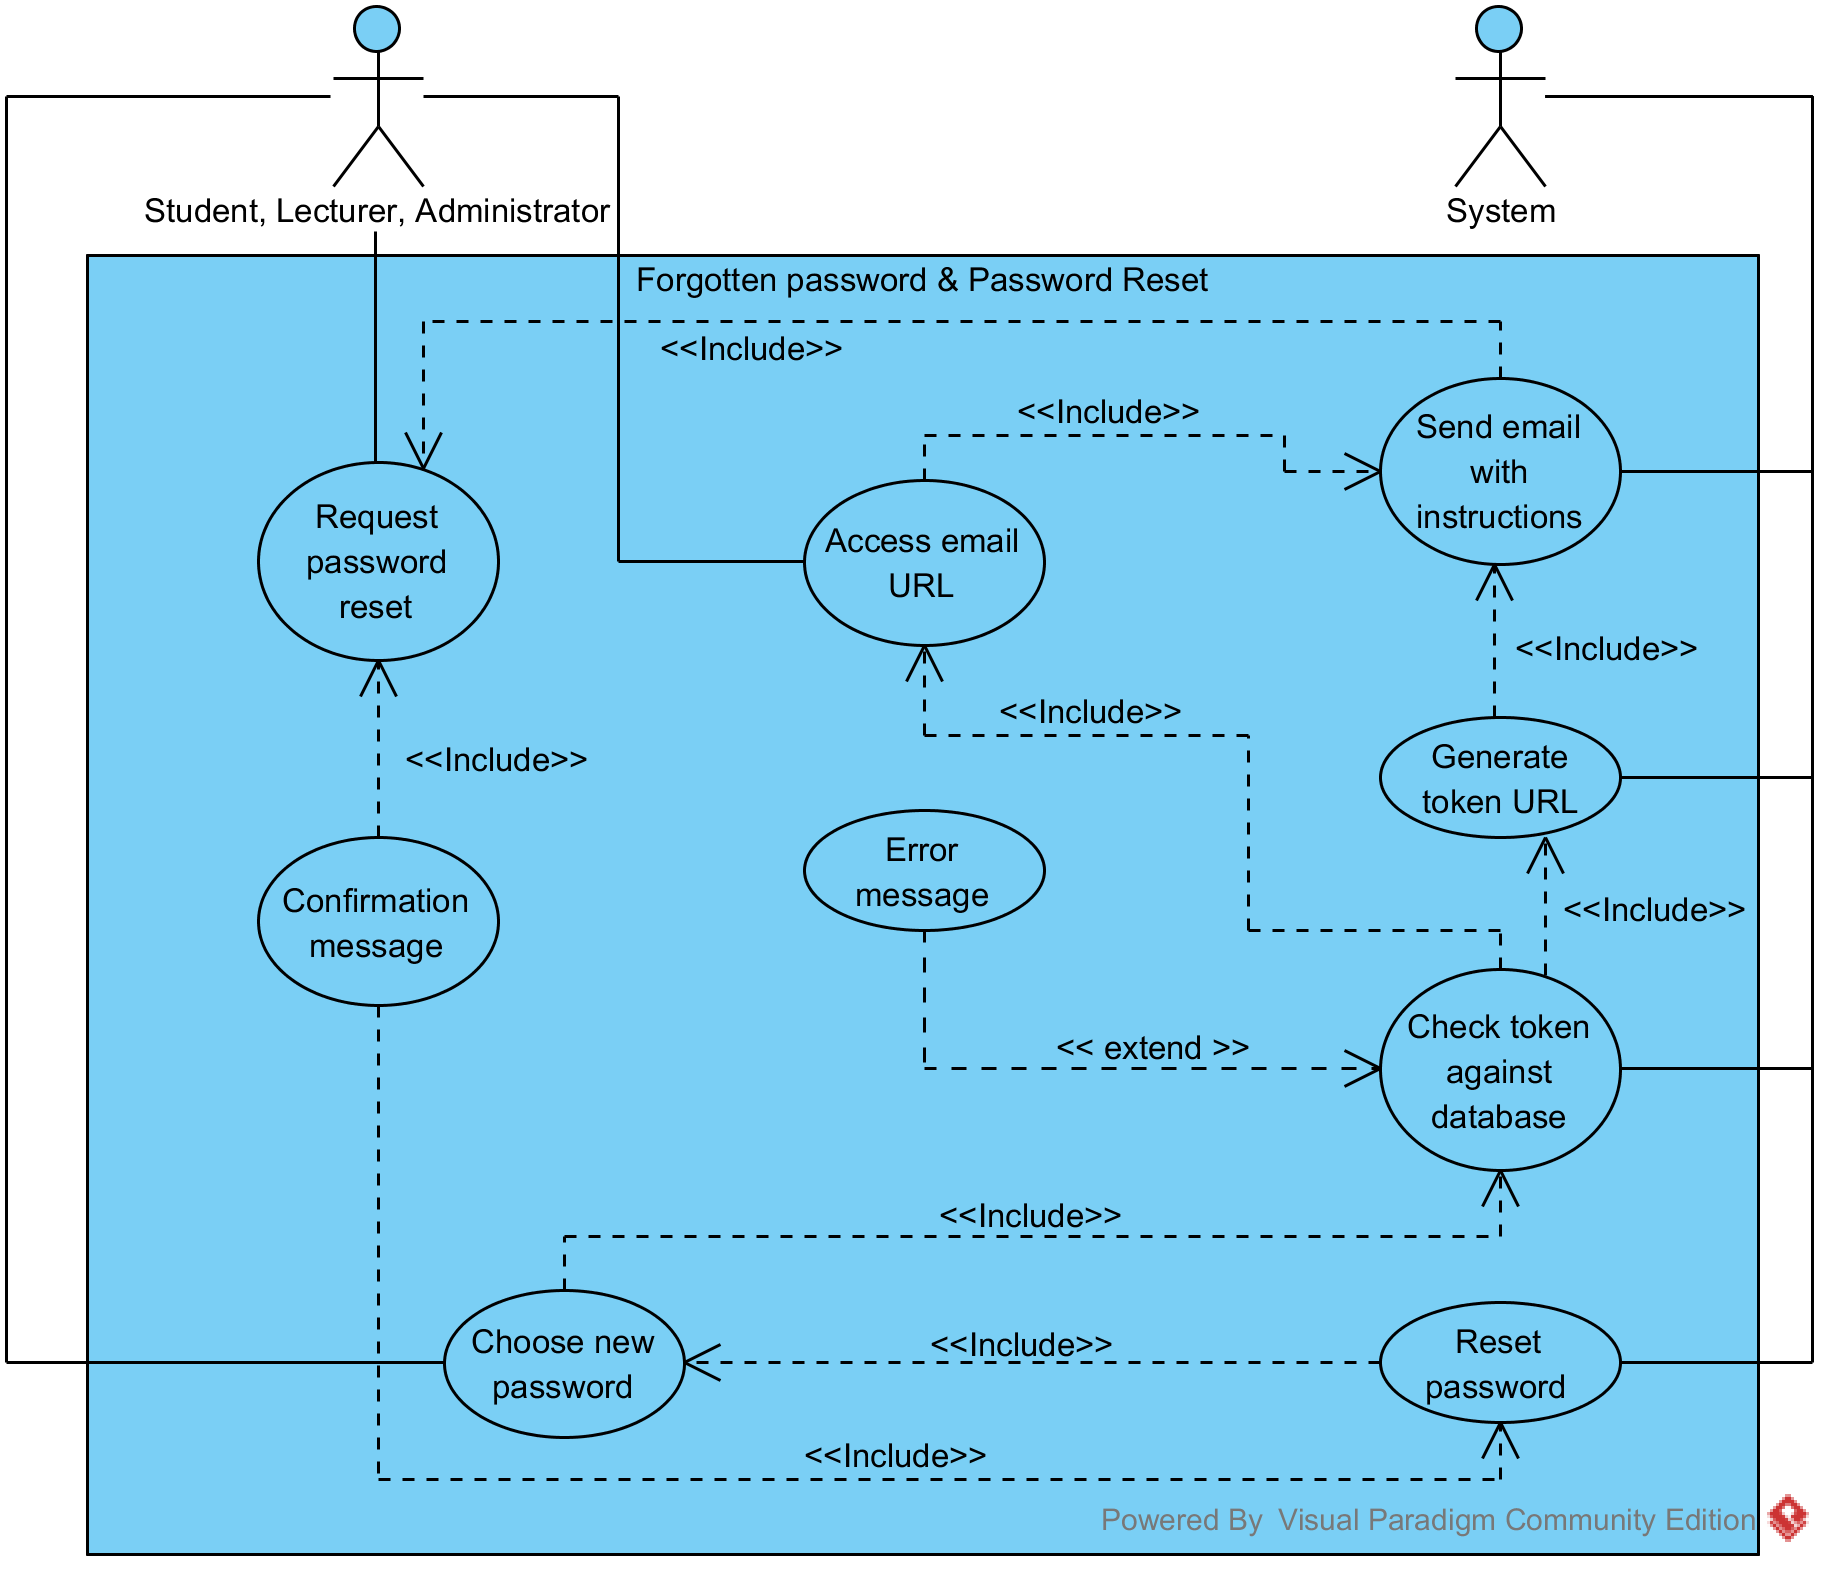 Student, Lecturer, Administrator
System
Forgotten password & Password Reset
<<Include>>
<<Include>>
Send email
with
instructions
Request
password
reset
Access email
URL
<<Include>>
<<Include>>
<<Include>>
Generate
token URL
Error
message
Confirmation
message
<<Include>>
Check token
against
database
<< extend >>
<<Include>>
Choose new
password
<<Include>>
Reset
password
<<Include>>
Powered By  Visual Paradigm Community Edition